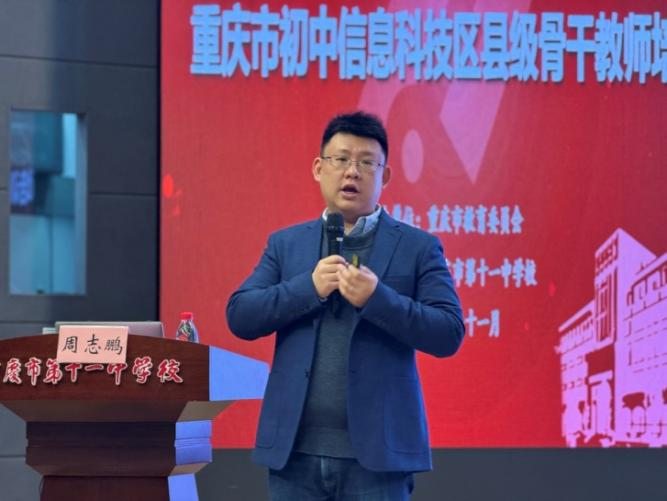 重庆市初中信息科技区县级骨干教师培
单位：重庆市教育委员会
市第十一中学校
十一月
周志鹏
庆市第十一中学校